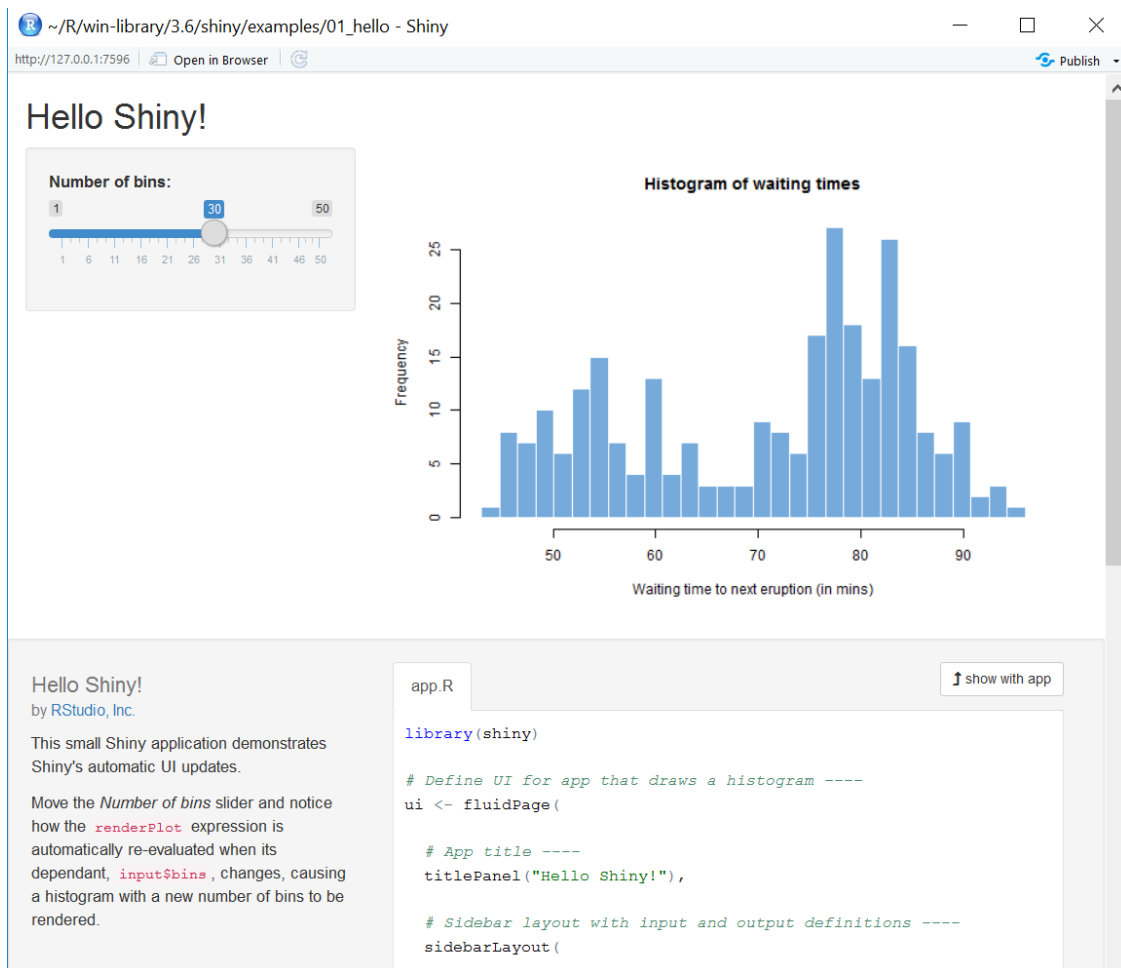 ~/R/win-library/3.6/shiny/examples/01_hello - Shiny
http://127.0.0.1:7596 Open in Browser Publish
Hello Shiny!
Number of bins:
1 30 50
1 6 11 16 21 26 31 36 41 46 50
Histogram of waiting times
Frequency
25
20
15
10
5
0
50 60 70 80 90
Waiting time to next eruption (in mins)
Hello Shiny!
by RStudio, Inc.
This small Shiny application demonstrates
Shiny's automatic UI updates.
Move the Number of bins slider and notice
how the renderPlot expression is
automatically re-evaluated when its
dependant, input$bins , changes, causing
a histogram with a new number of bins to be
rendered.
app.R
show with app
library(shiny)
# Define UI for app that draws a histogram ----
ui <- fluidPage(
# App title ----
titlePanel("Hello Shiny!"),
# Sidebar layout with input and output definitions ----
sidebarLayout(